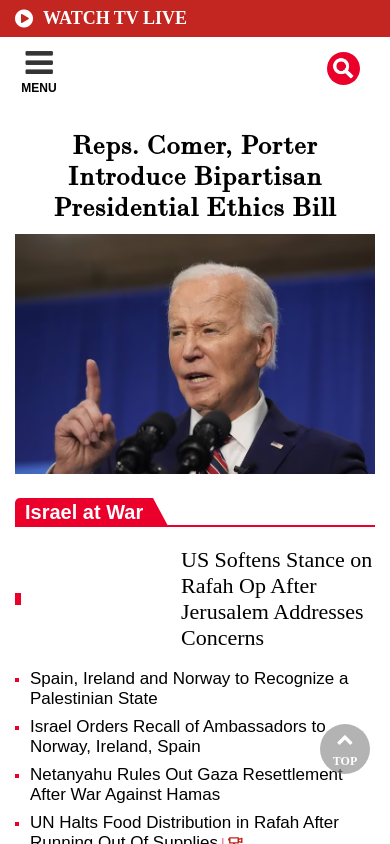 WATCH TV LIVE
MENU
Reps. Comer, Porter
Introduce Bipartisan
Presidential Ethics Bill
Israel at War
US Softens Stance on
Rafah Op After
Jerusalem Addresses
Concerns
Spain, Ireland and Norway to Recognize a
Palestinian State
Israel Orders Recall of Ambassadors to
Norway, Ireland, Spain
TOP
Netanyahu Rules Out Gaza Resettlement
After War Against Hamas
UN Halts Food Distribution in Rafah After
Running Out Of Supplies |